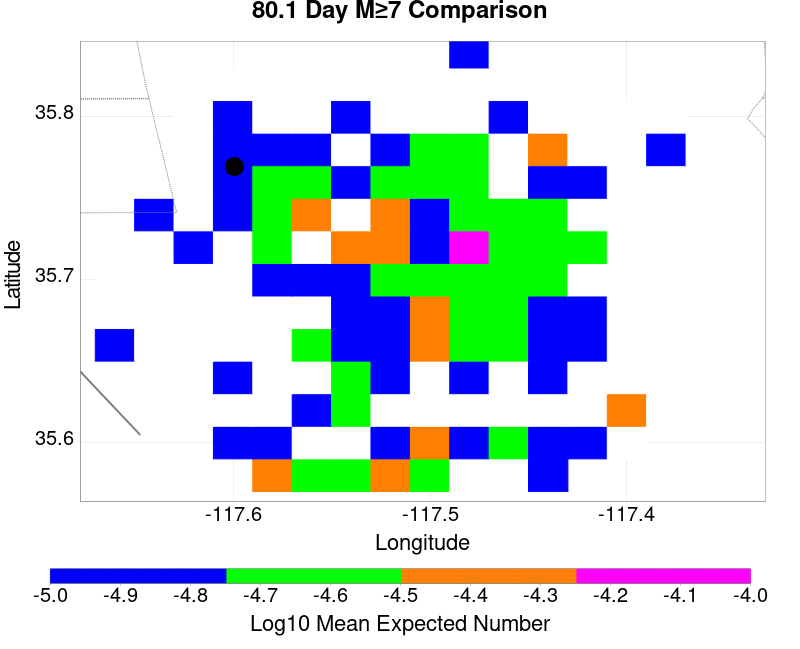 80.1 Day M≥7 Comparison
Latitude
35.8
35.7
35.6
-117.6 -117.5 -117.4
Longitude
-5.0 -4.9 -4.8 -4.7 -4.6 -4.5 -4.4 -4.3 -4.2 -4.1 -4.0
Log10 Mean Expected Number